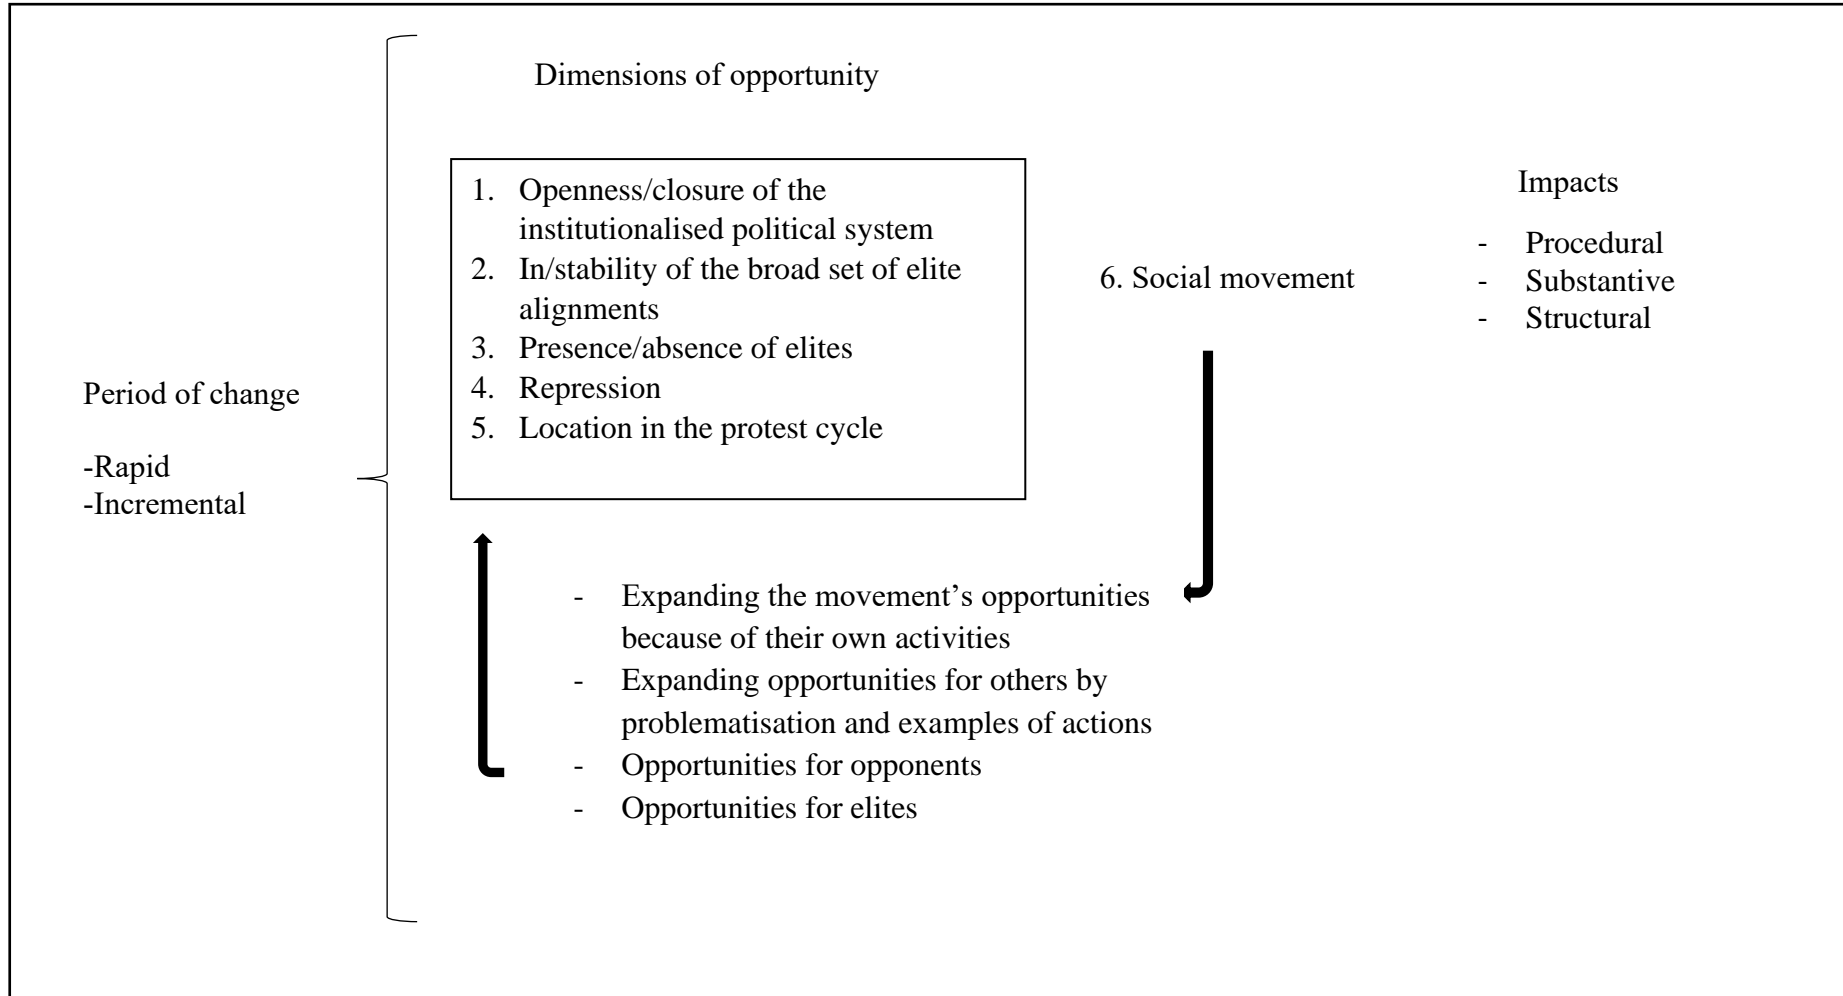 Dimensions of opportunity
1. Openness/closure of the
institutionalised political system
2. In/stability of the broad set of elite
alignments
3. Presence/absence of elites
4. Repression
5. Location in the protest cycle
6. Social movement
Impacts
- Procedural
- Substantive
- Structural
Period of change
-Rapid
-Incremental
- Expanding the movement’s opportunities
because of their own activities
- Expanding opportunities for others by
problematisation and examples of actions
- Opportunities for opponents
- Opportunities for elites